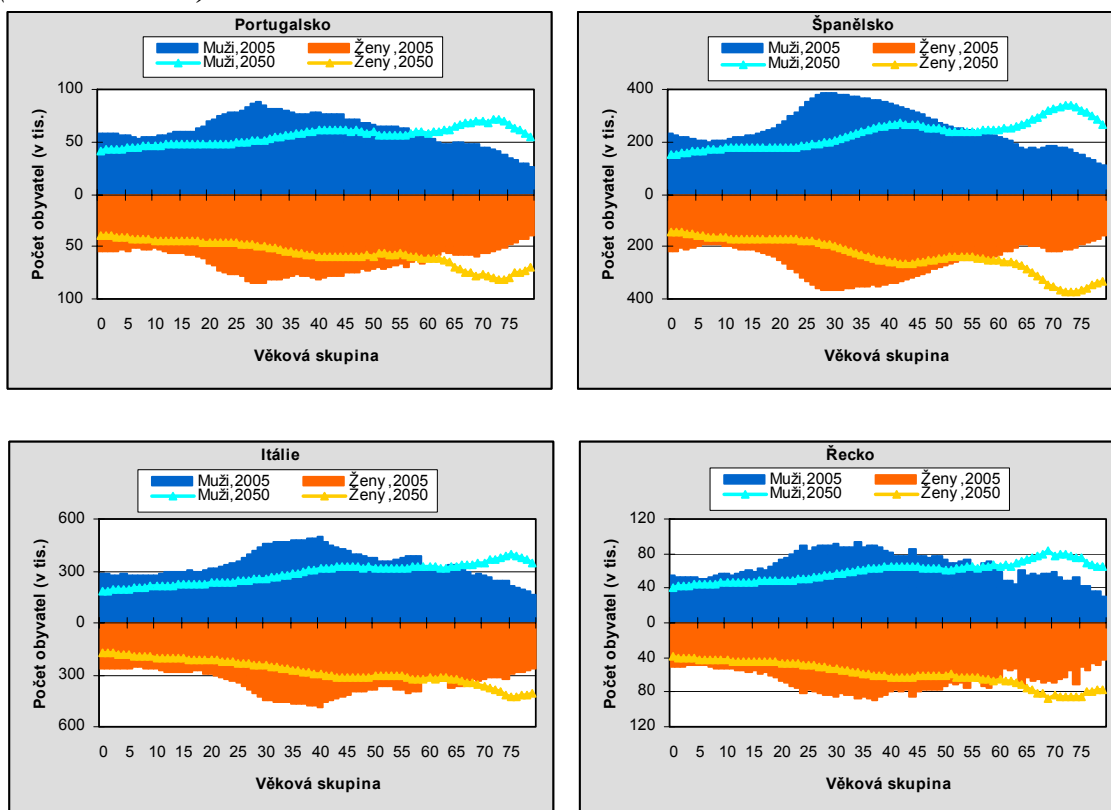 Portugalsko
Muži,2005 Ženy,2005
Muži,2050 Ženy,2050
Počet obyvatel (v tis.)
100
50
0
50
100
0 5 10 15 20 25 30 35 40 45 50 55 60 65 70 75
Věková skupina
Španělsko
Muži,2005 Ženy,2005
Muži,2050 Ženy,2050
Počet obyvatel (v tis.)
400
200
0
200
400
0 5 10 15 20 25 30 35 40 45 50 55 60 65 70 75
Věková skupina
Itálie
Muži,2005 Ženy,2005
Muži,2050 Ženy,2050
Počet obyvatel (v tis.)
600
300
0
300
600
0 5 10 15 20 25 30 35 40 45 50 55 60 65 70 75
Věková skupina
Řecko
Muži,2005 Ženy,2005
Muži,2050 Ženy,2050
Počet obyvatel (v tis.)
120
80
40
0
40
80
120
0 5 10 15 20 25 30 35 40 45 50 55 60 65 70 75
Věková skupina